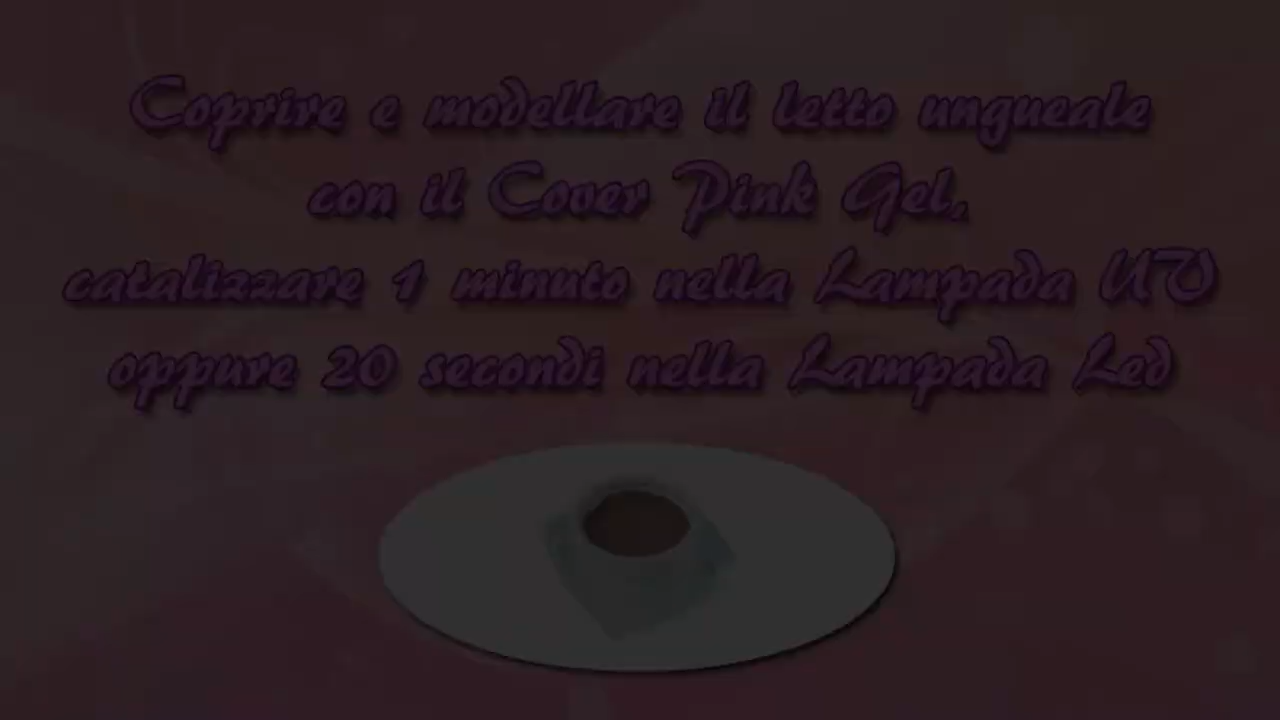 Coprire e modellare il letto ungueale
con il Cover Pink Gel,
catalizzare 1 minuto nella Lampada UV
oppure 20 secondi nella Lampada Led